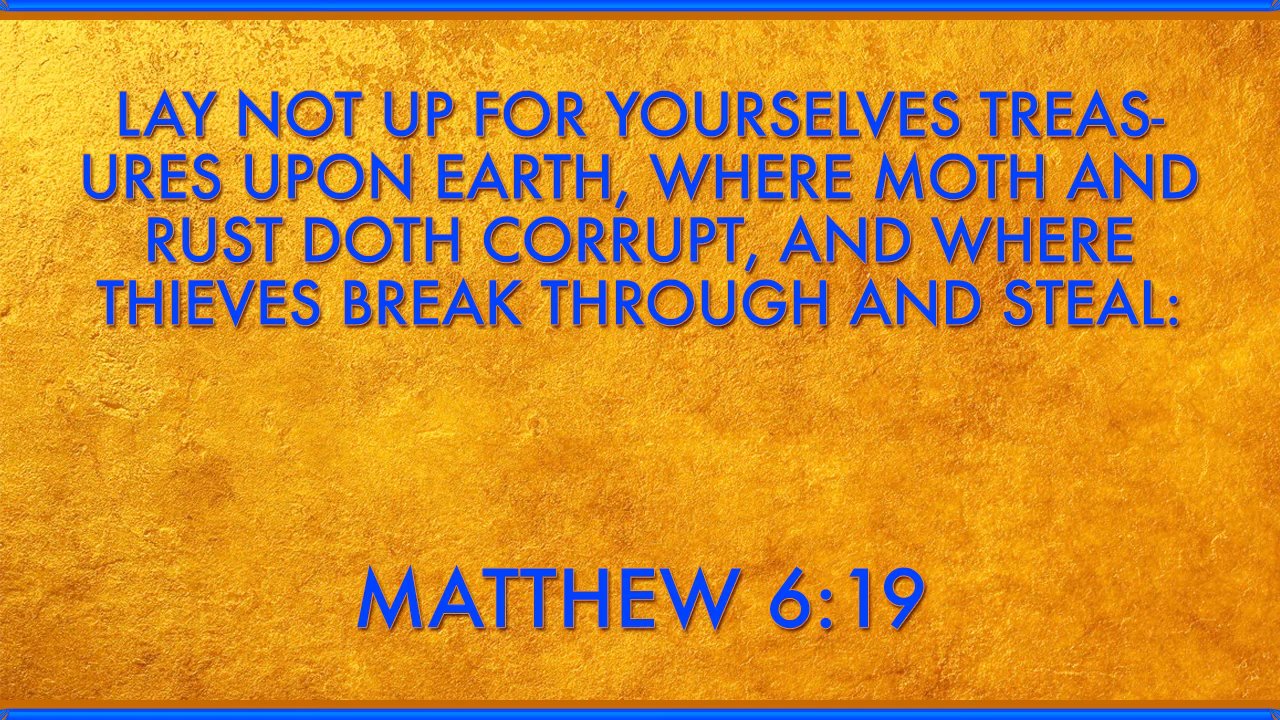 LAY NOT UP FOR YOURSELVES TREAS-
URES UPON EARTH, WHERE MOTH AND
RUST DOTH CORRUPT, AND WHERE
THIEVES BREAK THROUGH AND STEAL:
MATTHEW 6:19